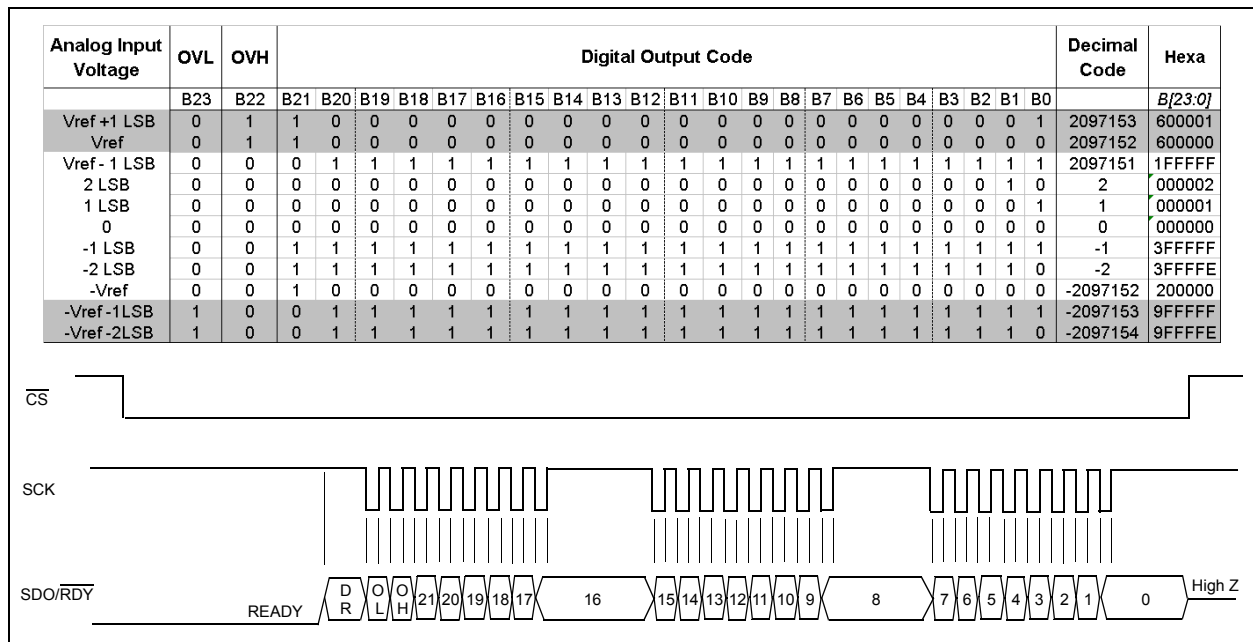 Analog Input Voltage OVL OVH Digital Output Code Decimal Code Hexa
B23 B22 B21 B20 B19 B18 B17 B16 B15 B14 B13 B12 B11 B10 B9 B8 B7 B6 B5 B4 B3 B2 B1 B0 B[23:0]
Vref +1 LSB 0 1 1 0 0 0 0 0 0 0 0 0 0 0 0 0 0 0 0 0 0 0 0 1 2097153 600001
Vref 0 1 1 0 0 0 0 0 0 0 0 0 0 0 0 0 0 0 0 0 0 0 0 0 2097152 600000
Vref - 1 LSB 0 0 0 1 1 1 1 1 1 1 1 1 1 1 1 1 1 1 1 1 1 1 1 1 2097151 1FFFFF
2 LSB 0 0 0 0 0 0 0 0 0 0 0 0 0 0 0 0 0 0 0 0 0 0 1 0 2 000002
1 LSB 0 0 0 0 0 0 0 0 0 0 0 0 0 0 0 0 0 0 0 0 0 0 0 1 1 000001
0 0 0 0 0 0 0 0 0 0 0 0 0 0 0 0 0 0 0 0 0 0 0 0 0 0 000000
-1 LSB 0 0 1 1 1 1 1 1 1 1 1 1 1 1 1 1 1 1 1 1 1 1 1 1 -1 3FFFFF
-2 LSB 0 0 1 1 1 1 1 1 1 1 1 1 1 1 1 1 1 1 1 1 1 1 1 0 -2 3FFFFE
-Vref 0 0 1 0 0 0 0 0 0 0 0 0 0 0 0 0 0 0 0 0 0 0 0 0 -2097152 200000
-Vref -1LSB 1 0 0 1 1 1 1 1 1 1 1 1 1 1 1 1 1 1 1 1 1 1 1 1 -2097153 9FFFFF
-Vref -2LSB 1 0 0 1 1 1 1 1 1 1 1 1 1 1 1 1 1 1 1 1 1 1 1 0 -2097154 9FFFFE
CS
SCK
SDO/RDY READY DR OL OH 21 20 19 18 17 16 15 14 13 12 11 10 9 8 7 6 5 4 3 2 1 0 High Z